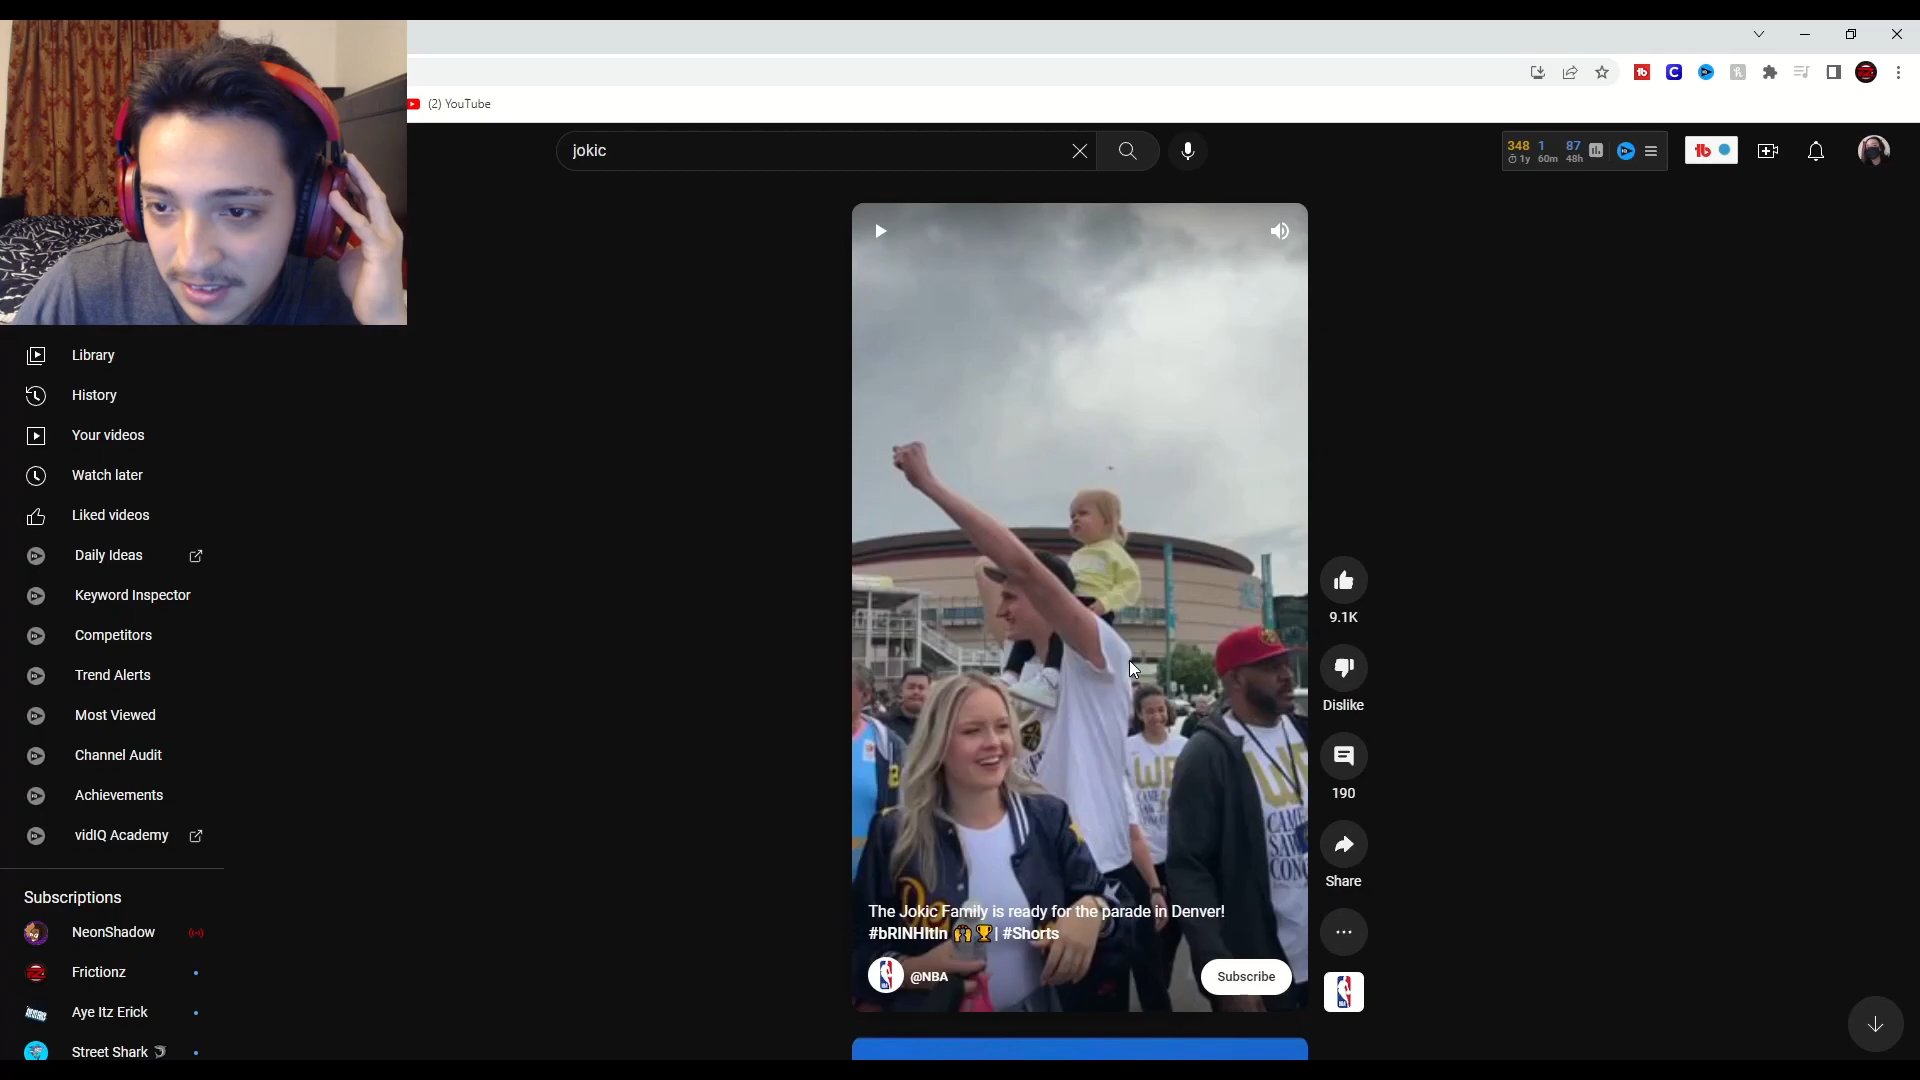 (2) YouTube
jokic
348 1 87
1y 60m 48h
tb
Library
History
Your videos
Watch later
Liked videos
Daily Ideas
Keyword Inspector
Competitors
Trend Alerts
Most Viewed
Channel Audit
Achievements
vidIQ Academy
Subscriptions
NeonShadow
Frictionz
Aye Itz Erick
Street Shark
9.1K
Dislike
190
Share
The Jokic Family is ready for the parade in Denver!
#bRINHItIn 🙌🏆| #Shorts
@NBA
Subscribe